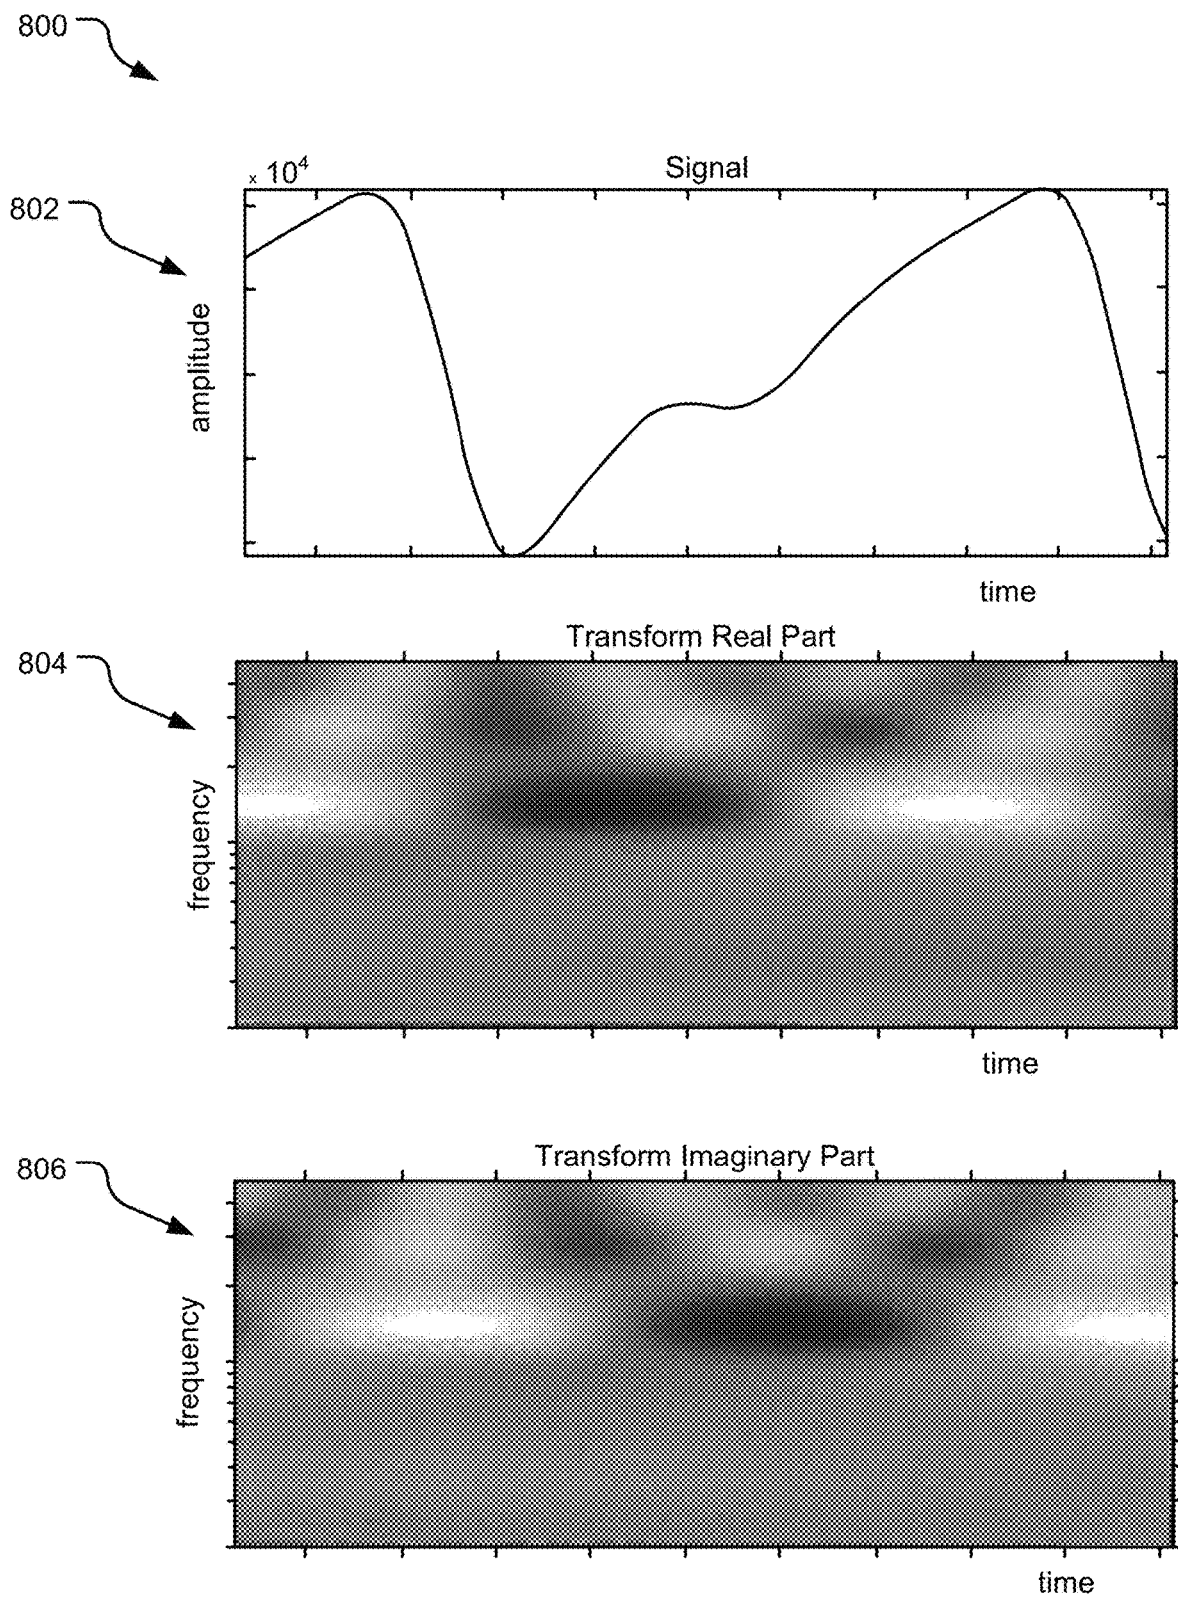 800
× 10⁴ Signal
802
amplitude
time
Transform Real Part
804
frequency
time
Transform Imaginary Part
806
frequency
time